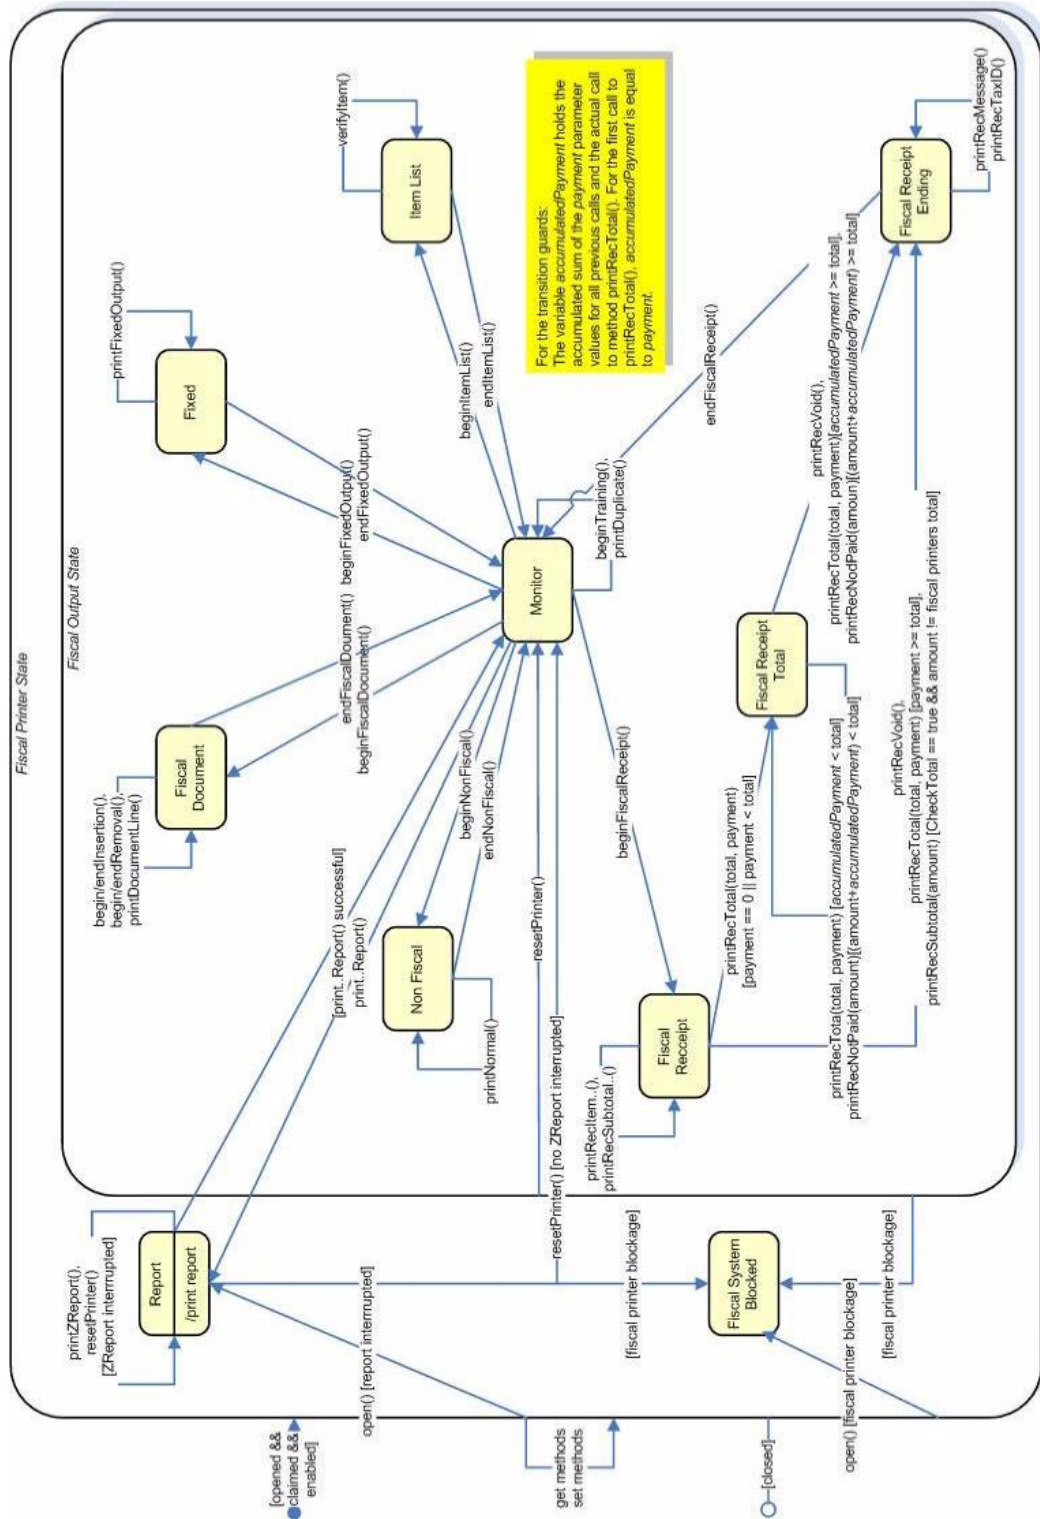 Fiscal Printer State
Fiscal Output State
[opened &&
claimed &&
enabled]
printZReport(),
resetPrinter()
[ZReport interrrupted]
Report
/print report
open() [report interrupted]
get methods
set methods
[closed]
open() [fiscal printer blockage]
[fiscal printer blockage]
[fiscal printer blockage]
Fiscal System
Blocked
resetPrinter() [no ZReport interrupted]
resetPrinter()
[print..Report() successful]
print..Report()
begin/endInsertion(),
begin/endRemoval(),
printDocumentLine()
Fiscal
Document
endFiscalDocument()
beginFiscalDocument()
printFixedOutput()
Fixed
beginFixedOutput()
endFixedOutput()
verifyItem()
Item List
beginItemList()
endItemList()
Non Fiscal
printNormal()
beginNonFiscal()
endNonFiscal()
Monitor
beginTraining(),
printDuplicate()
For the transition guards:
The variable accumulatedPayment holds the
accumulated sum of the payment parameter
values for all previous calls and the actual call
to method printRecTotal(). For the first call to
printRecTotal(), accumulatedPayment is equal
to payment.
beginFiscalReceipt()
endFiscalReceipt()
printRecItem..(),
printRecSubtotal..()
Fiscal
Recceipt
printRecTotal(total, payment)
[payment == 0 || payment < total]
Fiscal Receipt
Total
printRecTota(total, payment) [accumulatedPayment < total]
printRecNotPaid(amount)[(amount+accumulatedPayment) < total]
printRecVoid(),
printRecTotal(total, payment)[accumulatedPayment >= total],
printRecNodPaid(amoun)[(amount+accumulatedPayment) >= total]
printRecVoid(),
printRecTotal(total, payment) [payment >= total],
printRecSubtotal(amount) [CheckTotal == true && amount != fiscal printers total]
Fiscal Receipt
Ending
printRecMessage()
printRecTaxID()